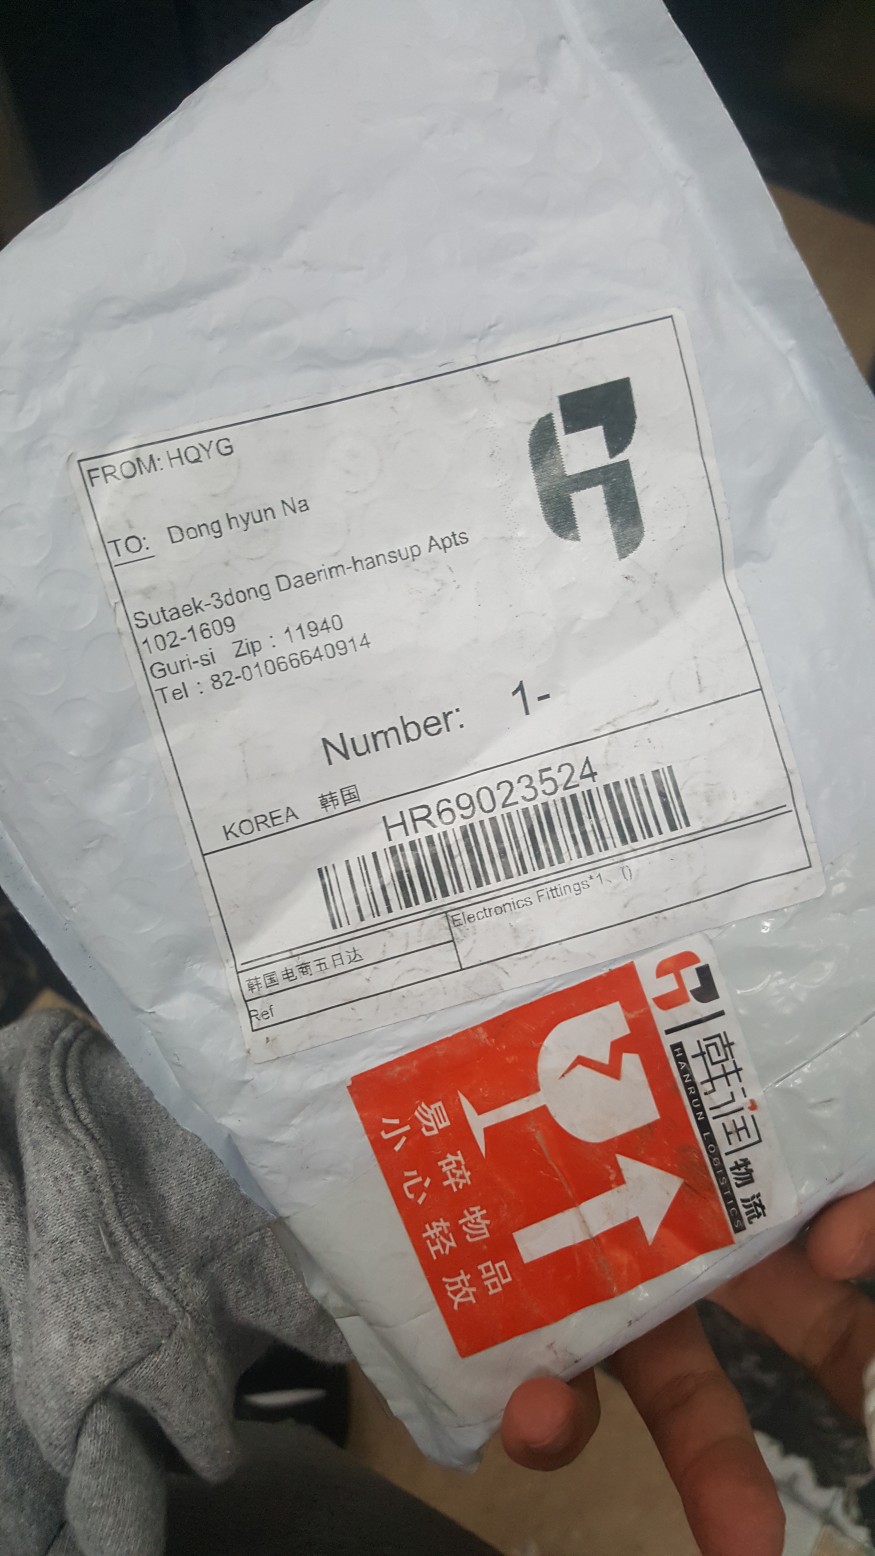 FROM: HQYG
TO: Dong hyun Na
Sutaek-3dong Daerim-hansup Apts
102-1609
Guri-si Zip : 11940
Tel : 82-01066640914
Number: 1-
KOREA 韩国
HR69023524
Electronics Fittings*1、()
韩国电商五日达
Ref
韩润物流
HANRUN LOGISTICS
易碎物品
小心轻放